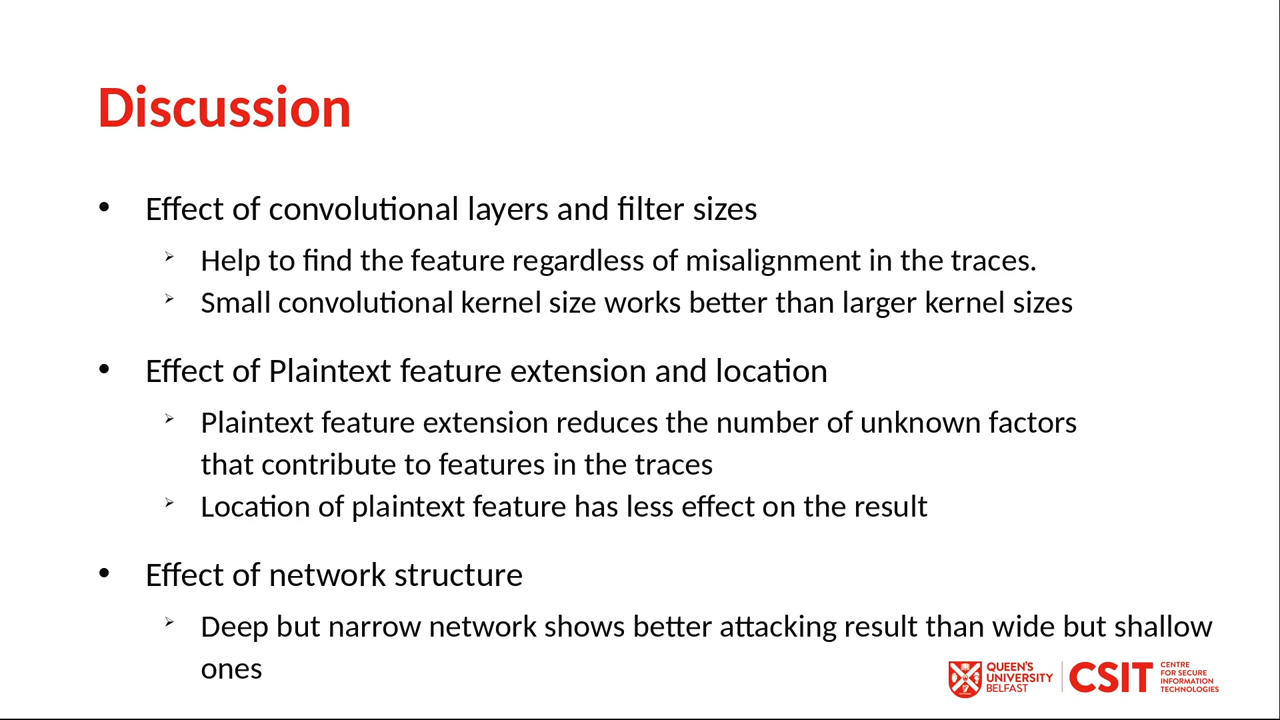 Discussion
• Effect of convolutional layers and filter sizes
➢ Help to find the feature regardless of misalignment in the traces.
➢ Small convolutional kernel size works better than larger kernel sizes
• Effect of Plaintext feature extension and location
➢ Plaintext feature extension reduces the number of unknown factors
that contribute to features in the traces
➢ Location of plaintext feature has less effect on the result
• Effect of network structure
➢ Deep but narrow network shows better attacking result than wide but shallow
ones
QUEEN'S
UNIVERSITY
BELFAST
CSIT
CENTRE
FOR SECURE
INFORMATION
TECHNOLOGIES